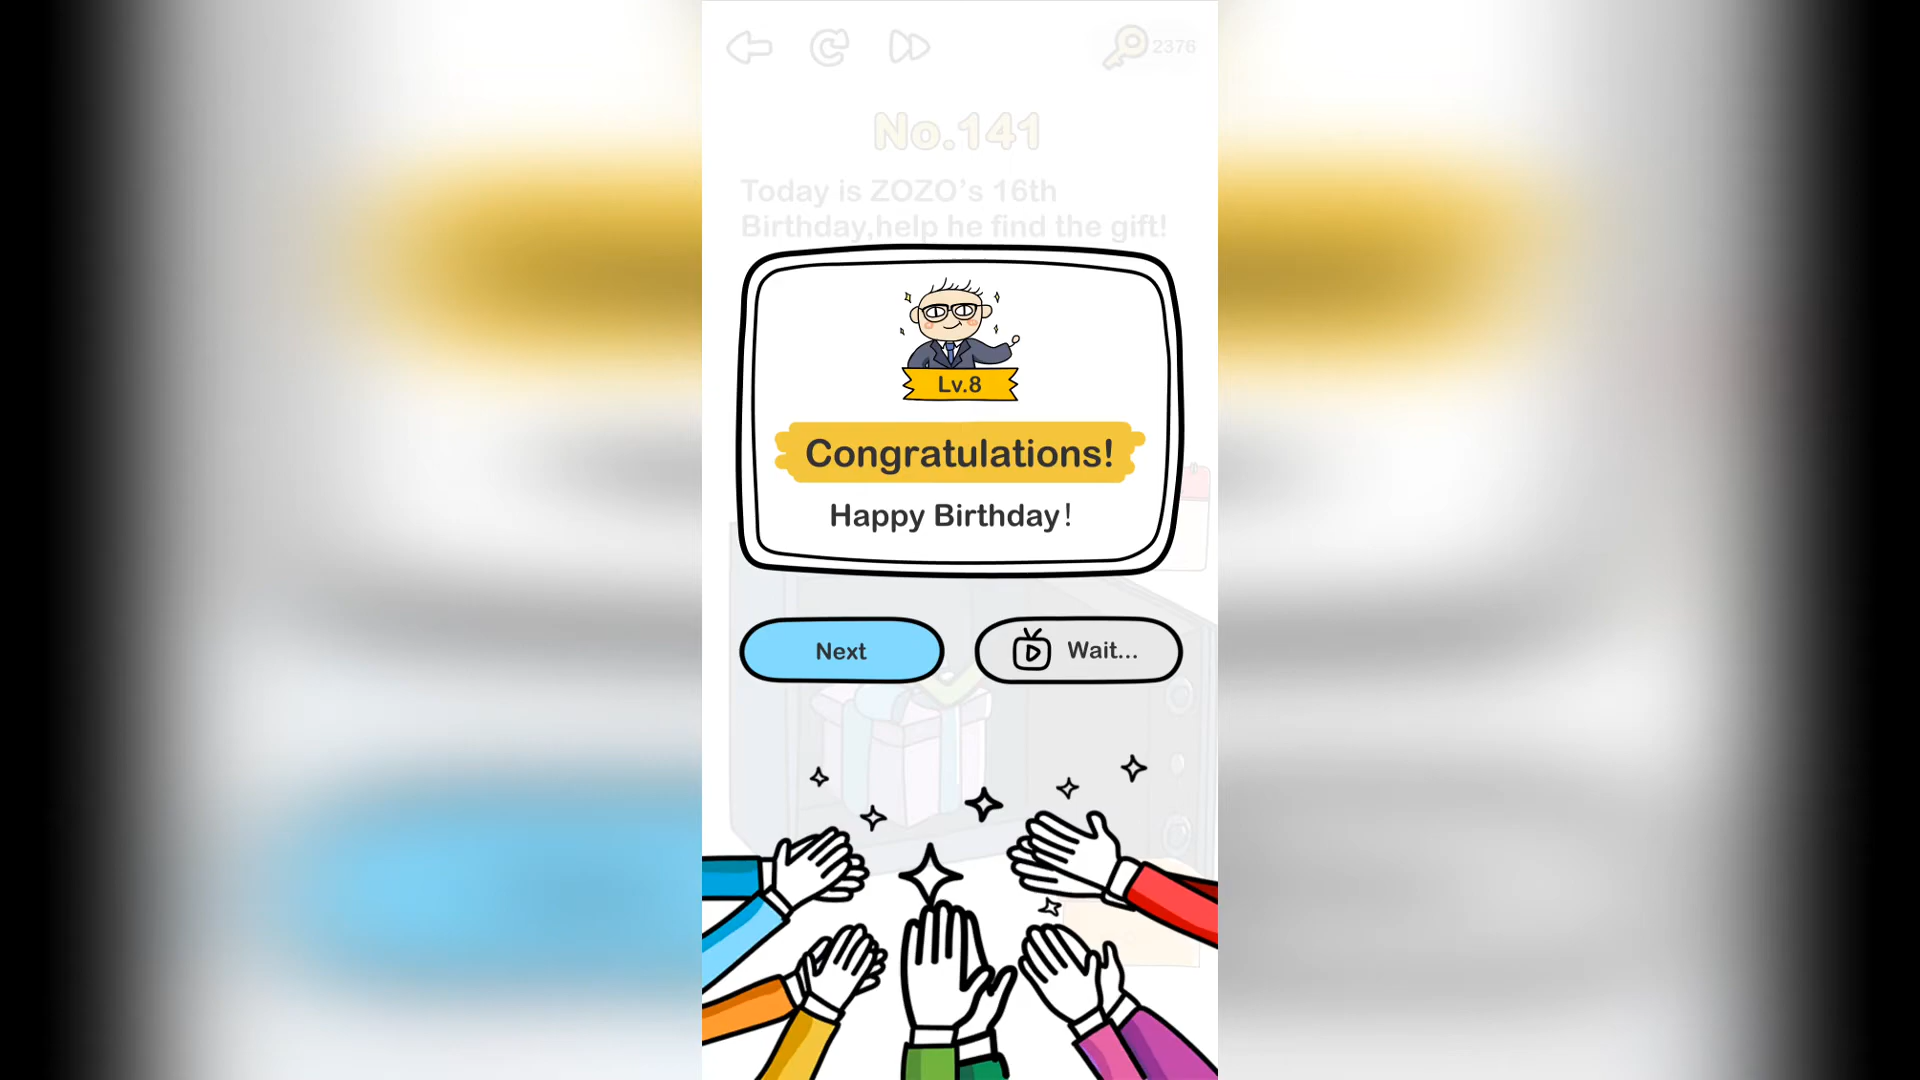 2376
No.141
Today is ZOZO's 16th
Birthday,help he find the gift!
Lv.8
Congratulations!
Happy Birthday!
Next
Wait...